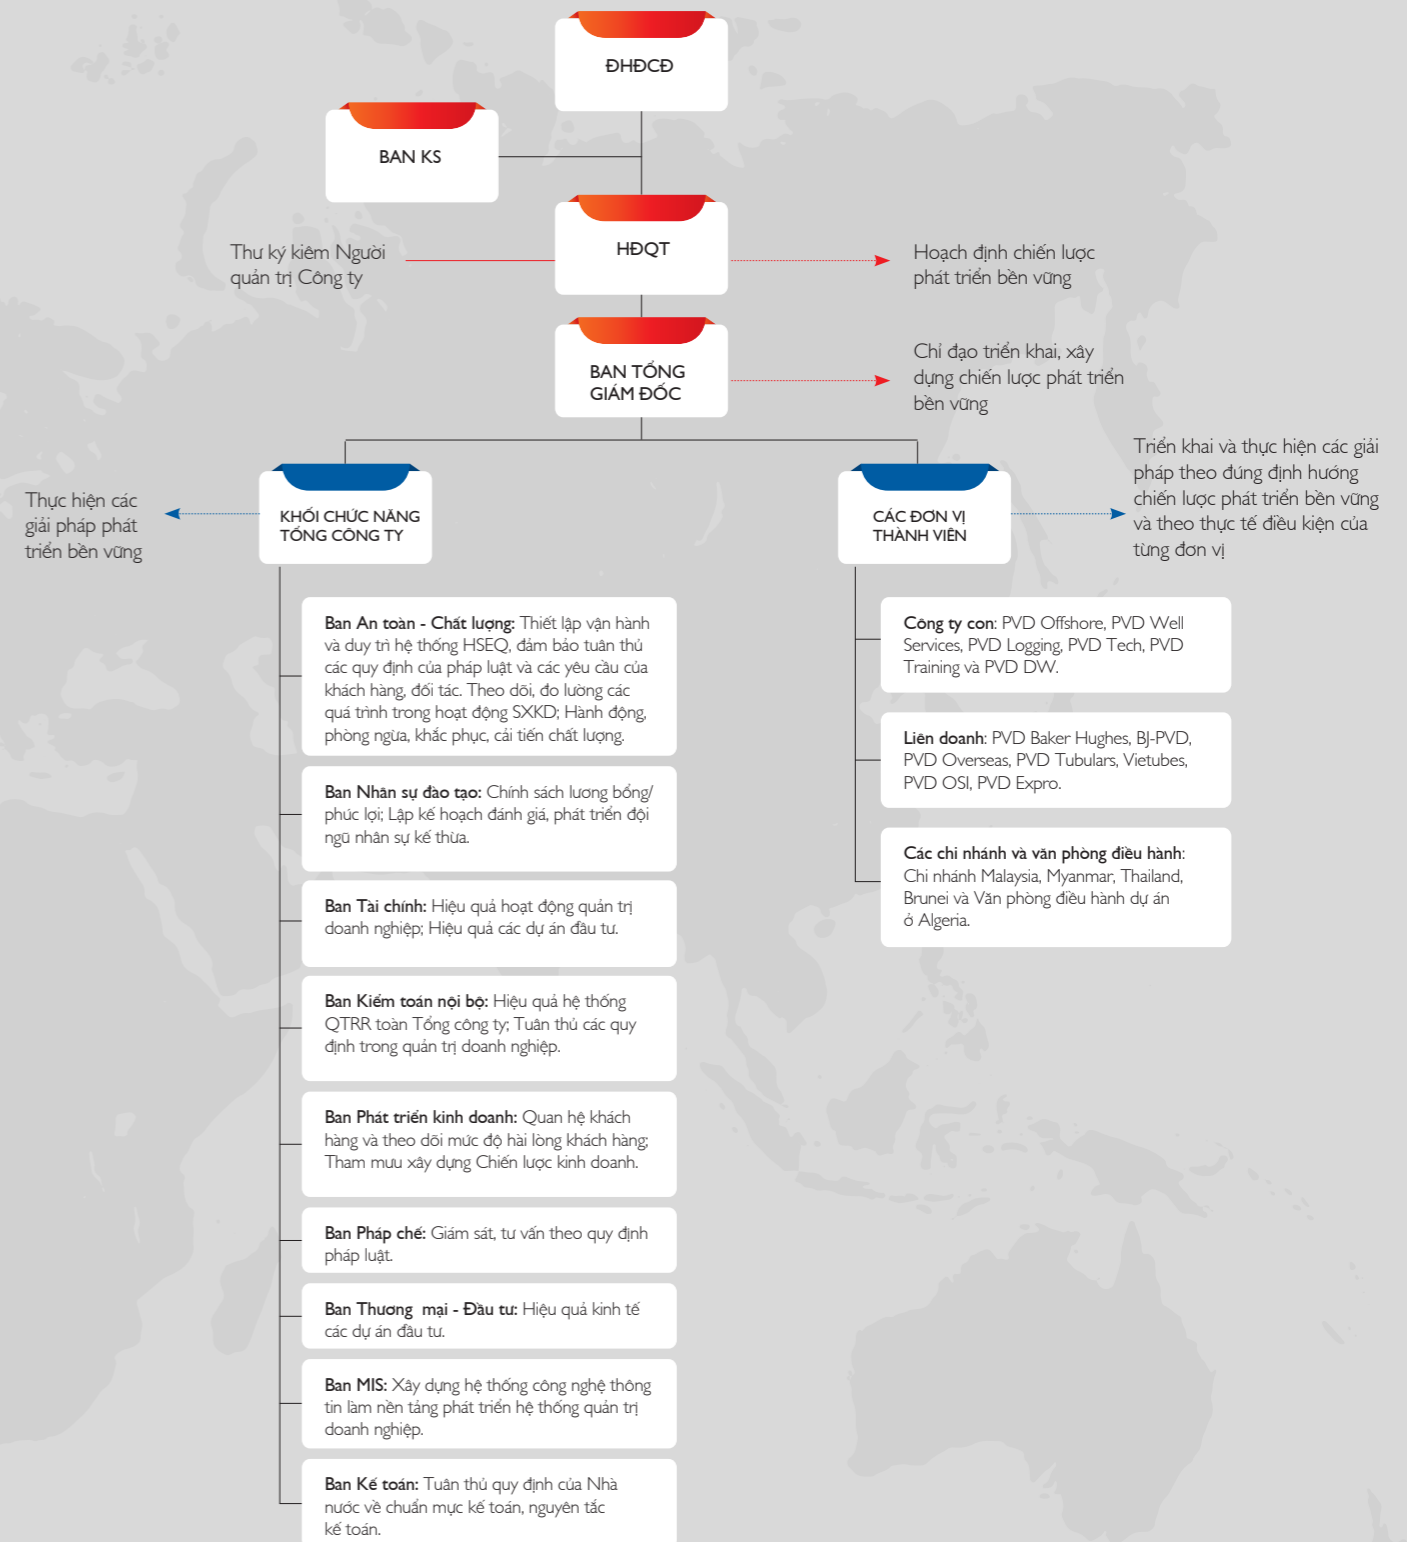 ĐHĐCĐ
BAN KS
HĐQT
Thư ký kiêm Người
quản trị Công ty
Hoạch định chiến lược
phát triển bền vững
BAN TỔNG
GIÁM ĐỐC
Chỉ đạo triển khai, xây
dựng chiến lược phát triển
bền vững
Thực hiện các
giải pháp phát
triển bền vững
KHỐI CHỨC NĂNG
TỔNG CÔNG TY
CÁC ĐƠN VỊ
THÀNH VIÊN
Triển khai và thực hiện các giải
pháp theo đúng định hướng
chiến lược phát triển bền vững
và theo thực tế điều kiện của
từng đơn vị
Ban An toàn - Chất lượng: Thiết lập vận hành
và duy trì hệ thống HSEQ, đảm bảo tuân thủ
các quy định của pháp luật và các yêu cầu của
khách hàng, đối tác. Theo dõi, đo lường các
quá trình trong hoạt động SXKD; Hành động,
phòng ngừa, khắc phục, cải tiến chất lượng.
Ban Nhân sự đào tạo: Chính sách lương bổng/
phúc lợi; Lập kế hoạch đánh giá, phát triển đội
ngũ nhân sự kế thừa.
Ban Tài chính: Hiệu quả hoạt động quản trị
doanh nghiệp; Hiệu quả các dự án đầu tư.
Ban Kiểm toán nội bộ: Hiệu quả hệ thống
QTRR toàn Tổng công ty; Tuân thủ các quy
định trong quản trị doanh nghiệp.
Ban Phát triển kinh doanh: Quan hệ khách
hàng và theo dõi mức độ hài lòng khách hàng;
Tham mưu xây dựng Chiến lược kinh doanh.
Ban Pháp chế: Giám sát, tư vấn theo quy định
pháp luật.
Ban Thương mại - Đầu tư: Hiệu quả kinh tế
các dự án đầu tư.
Ban MIS: Xây dựng hệ thống công nghệ thông
tin làm nền tảng phát triển hệ thống quản trị
doanh nghiệp.
Ban Kế toán: Tuân thủ quy định của Nhà
nước về chuẩn mực kế toán, nguyên tắc
kế toán.
Công ty con: PVD Offshore, PVD Well
Services, PVD Logging, PVD Tech, PVD
Training và PVD DW.
Liên doanh: PVD Baker Hughes, BJ-PVD,
PVD Overseas, PVD Tubulars, Vietubes,
PVD OSI, PVD Expro.
Các chi nhánh và văn phòng điều hành:
Chi nhánh Malaysia, Myanmar, Thailand,
Brunei và Văn phòng điều hành dự án
ở Algeria.